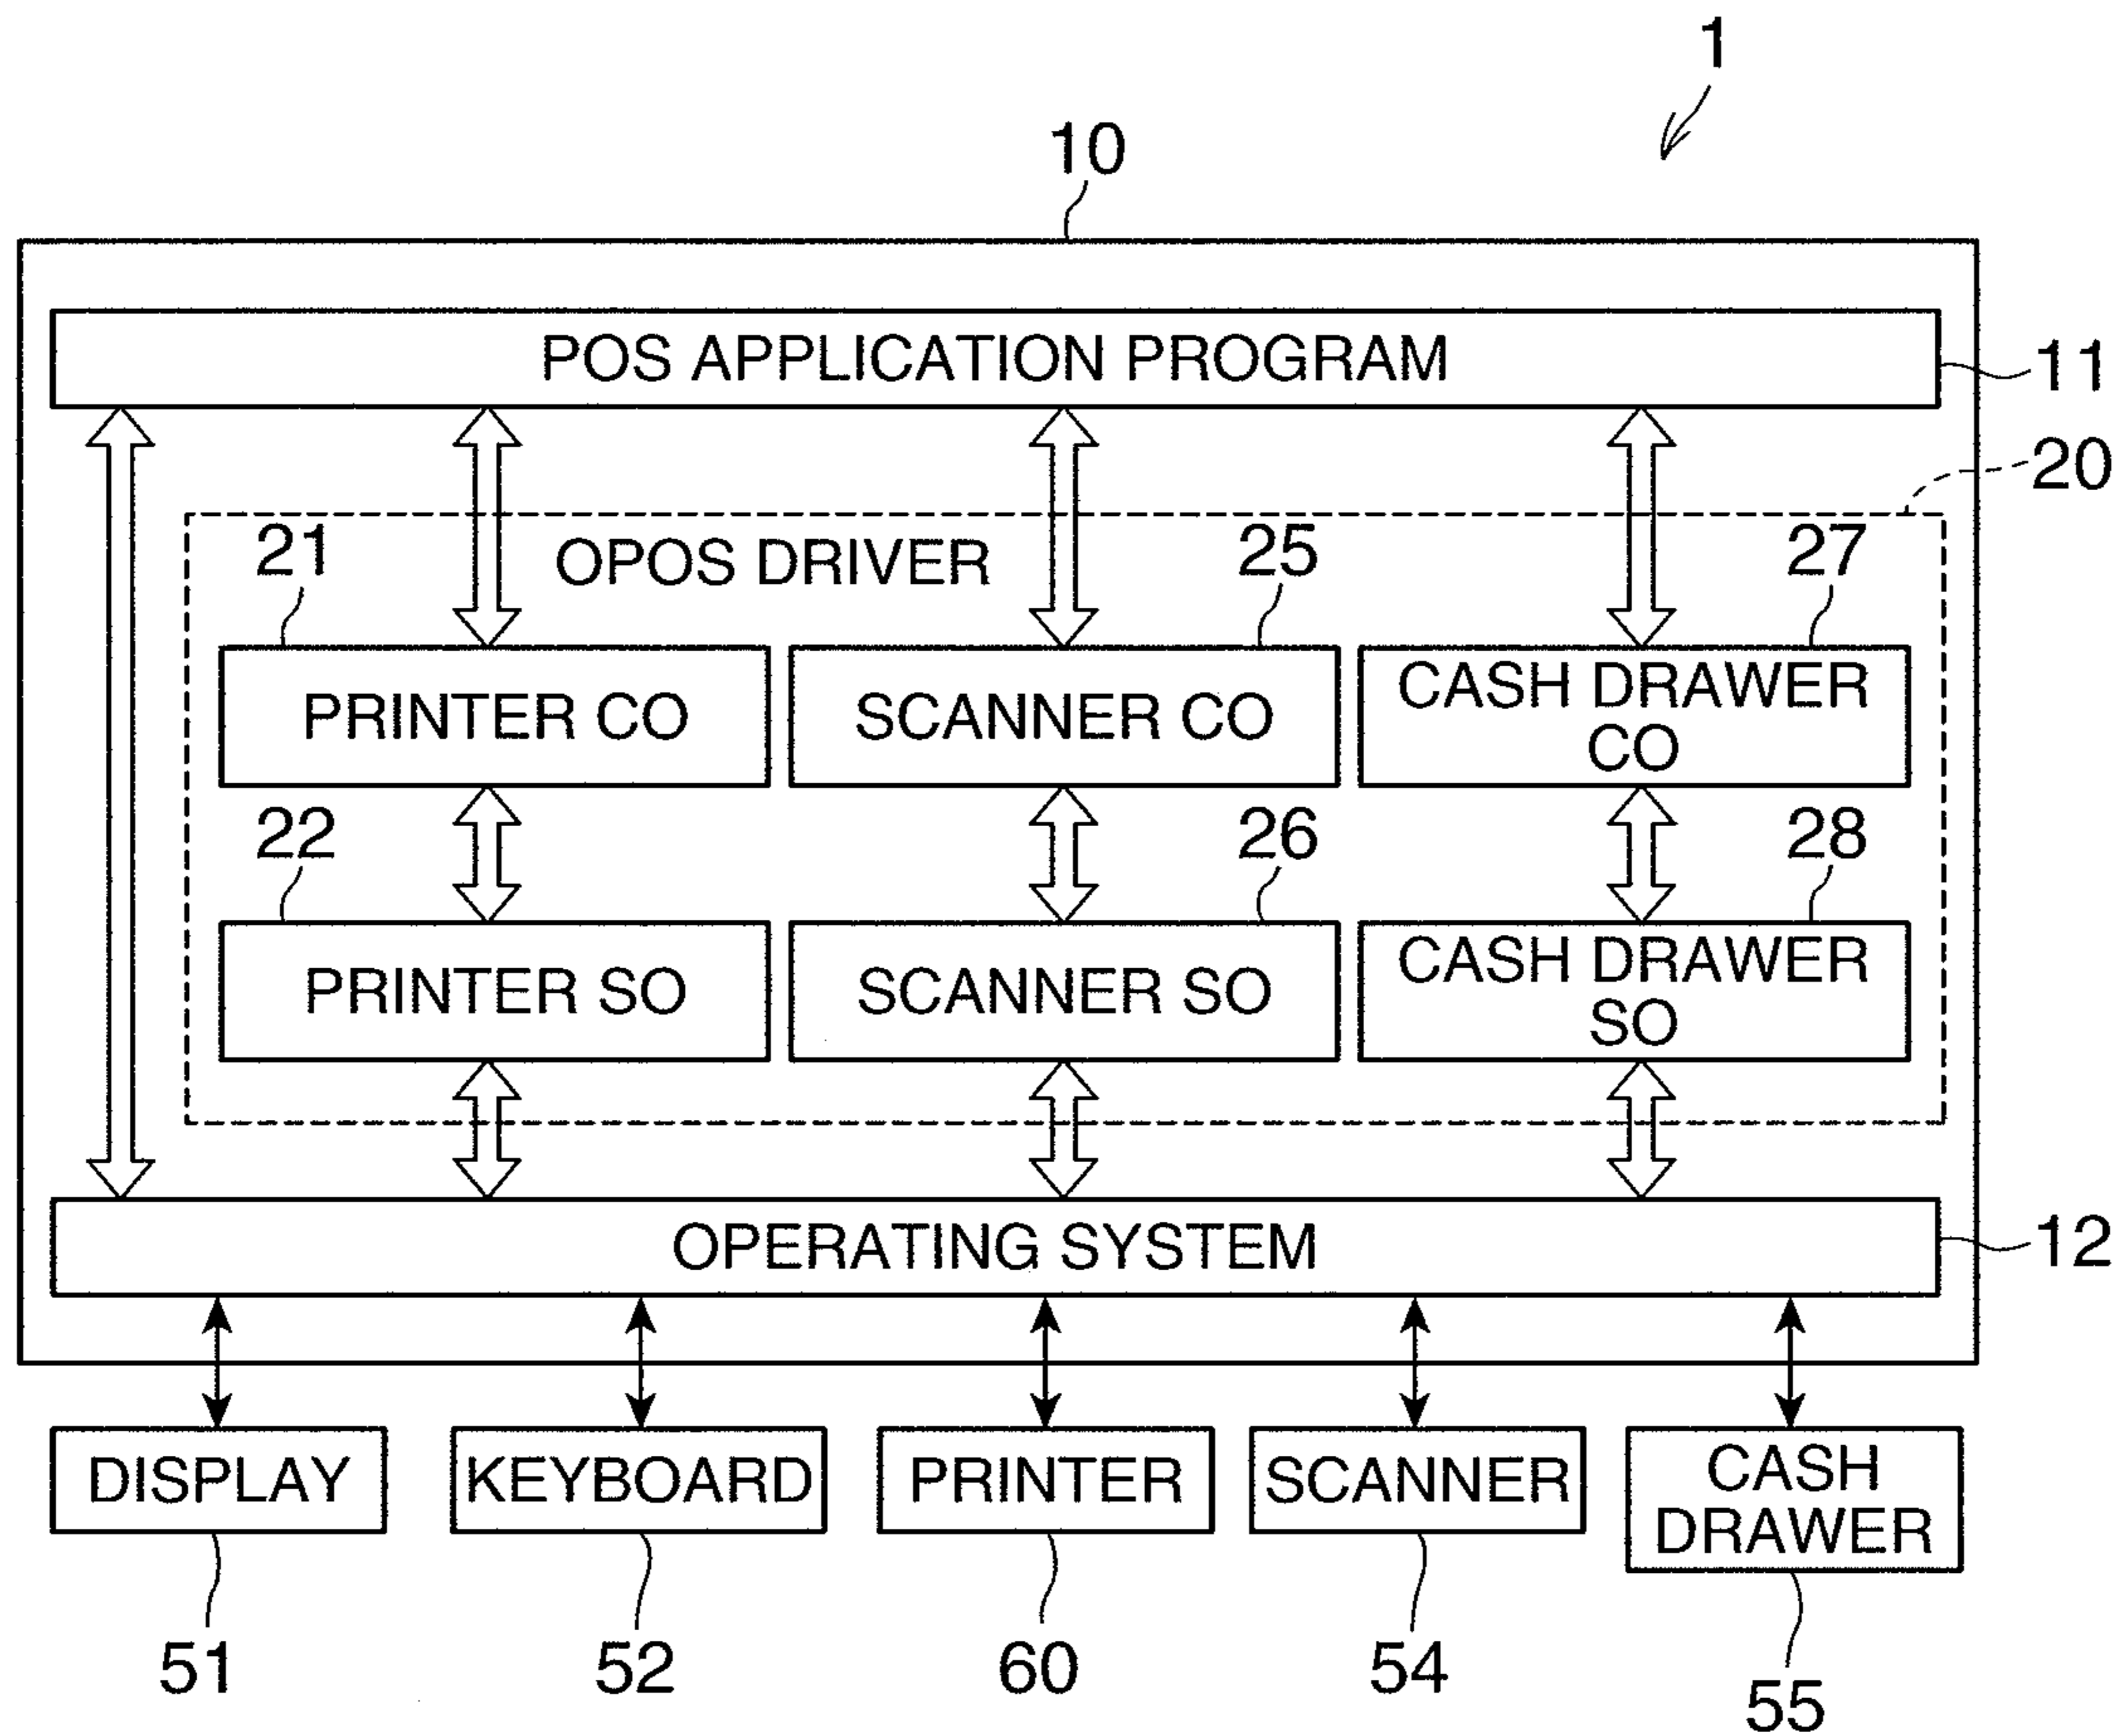 1
10
POS APPLICATION PROGRAM
11
20
21
OPOS DRIVER
25
27
PRINTER CO
SCANNER CO
CASH DRAWER
CO
22
26
28
PRINTER SO
SCANNER SO
CASH DRAWER
SO
OPERATING SYSTEM
12
DISPLAY
KEYBOARD
PRINTER
SCANNER
CASH
DRAWER
51
52
60
54
55